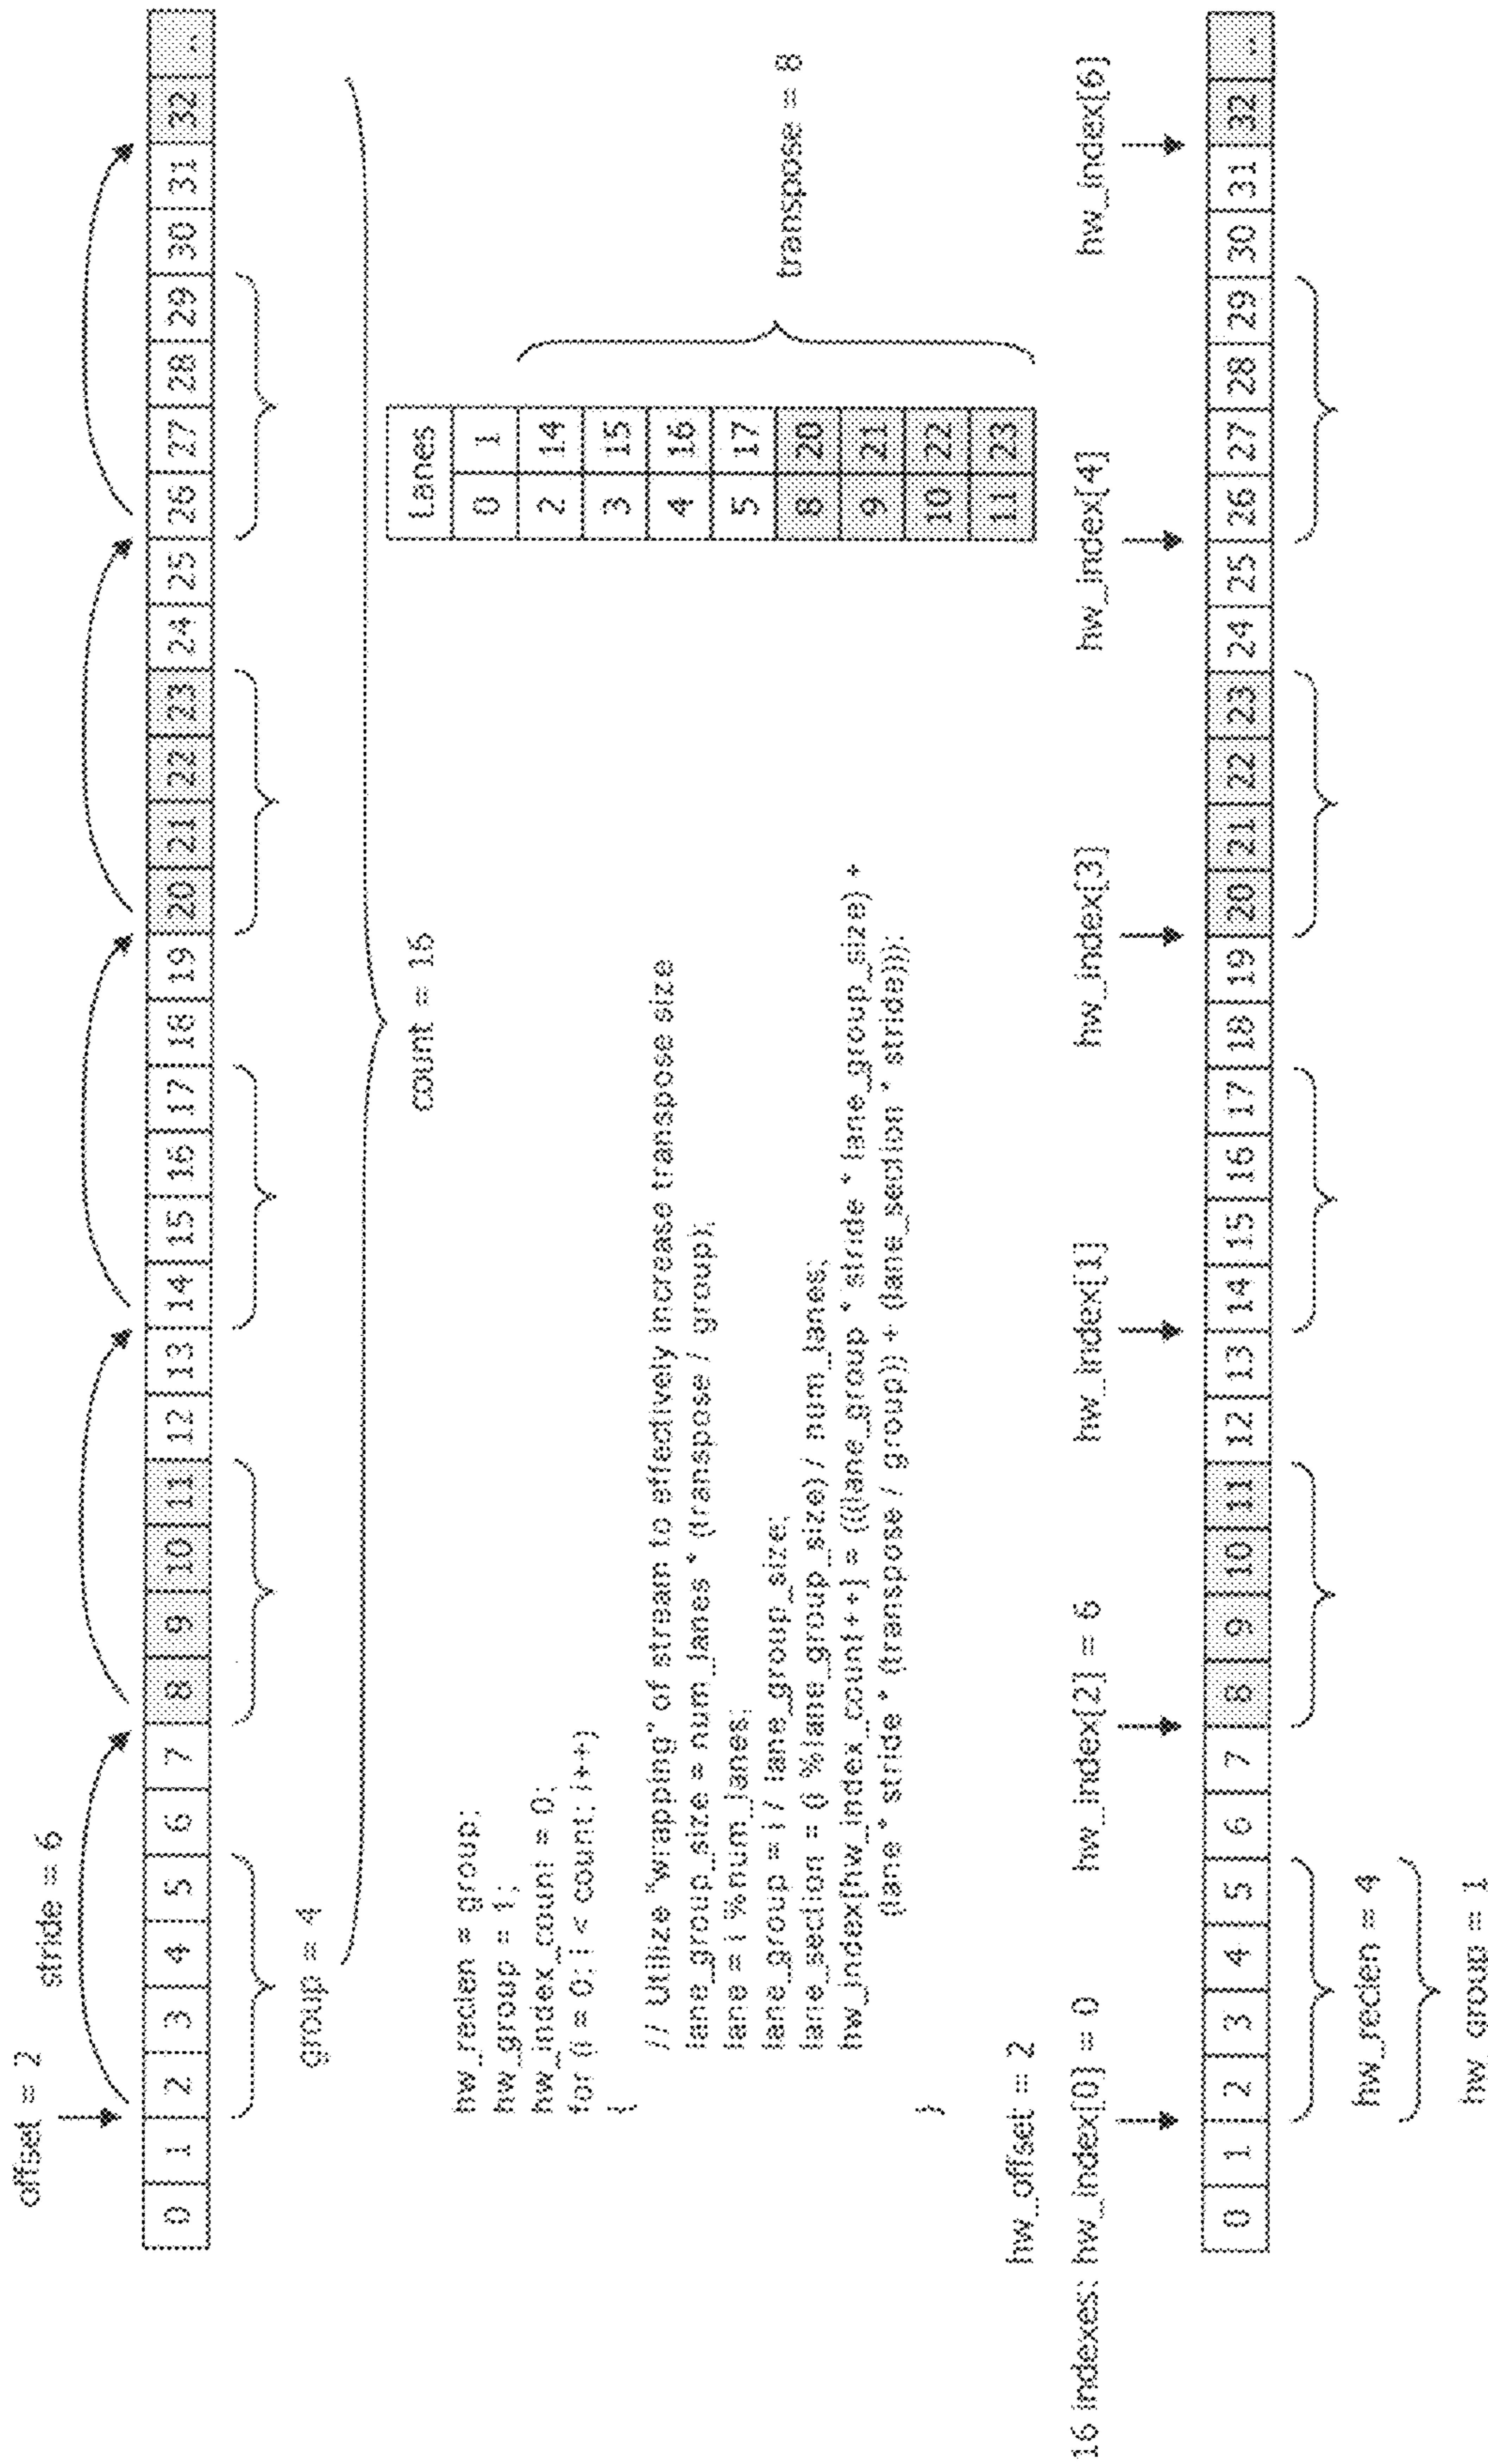 offset = 2
stride = 6
0 1 2 3 4 5 6 7 8 9 10 11 12 13 14 15 16 17 18 19 20 21 22 23 24 25 26 27 28 29 30 31 32 ..
group = 4
count = 16
hw_reclen = group;
hw_group = 1;
hw_index_count = 0;
for (i = 0; i < count; i++)
{
// Utilize "wrapping" of stream to effectively increase transpose size
lane_group_size = num_lanes * (transpose / group);
lane = i % num_lanes;
lane_group = i / lane_group_size;
lane_section = (i % lane_group_size) / num_lanes;
hw_index[hw_index_count++] = (((lane_group * stride * lane_group_size) +
(lane * stride * (transpose / group)) + (lane_section * stride)));
}
Lanes
0 1
2 14
3 15
4 16
5 17
8 20
9 21
10 22
11 23
transpose = 8
hw_offset = 2
16 indexes: hw_index[0] = 0
hw_index[2] = 6
hw_index[1]
hw_index[3]
hw_index[4]
hw_index[6]
0 1 2 3 4 5 6 7 8 9 10 11 12 13 14 15 16 17 18 19 20 21 22 23 24 25 26 27 28 29 30 31 32 ..
hw_reclen = 4
hw_group = 1